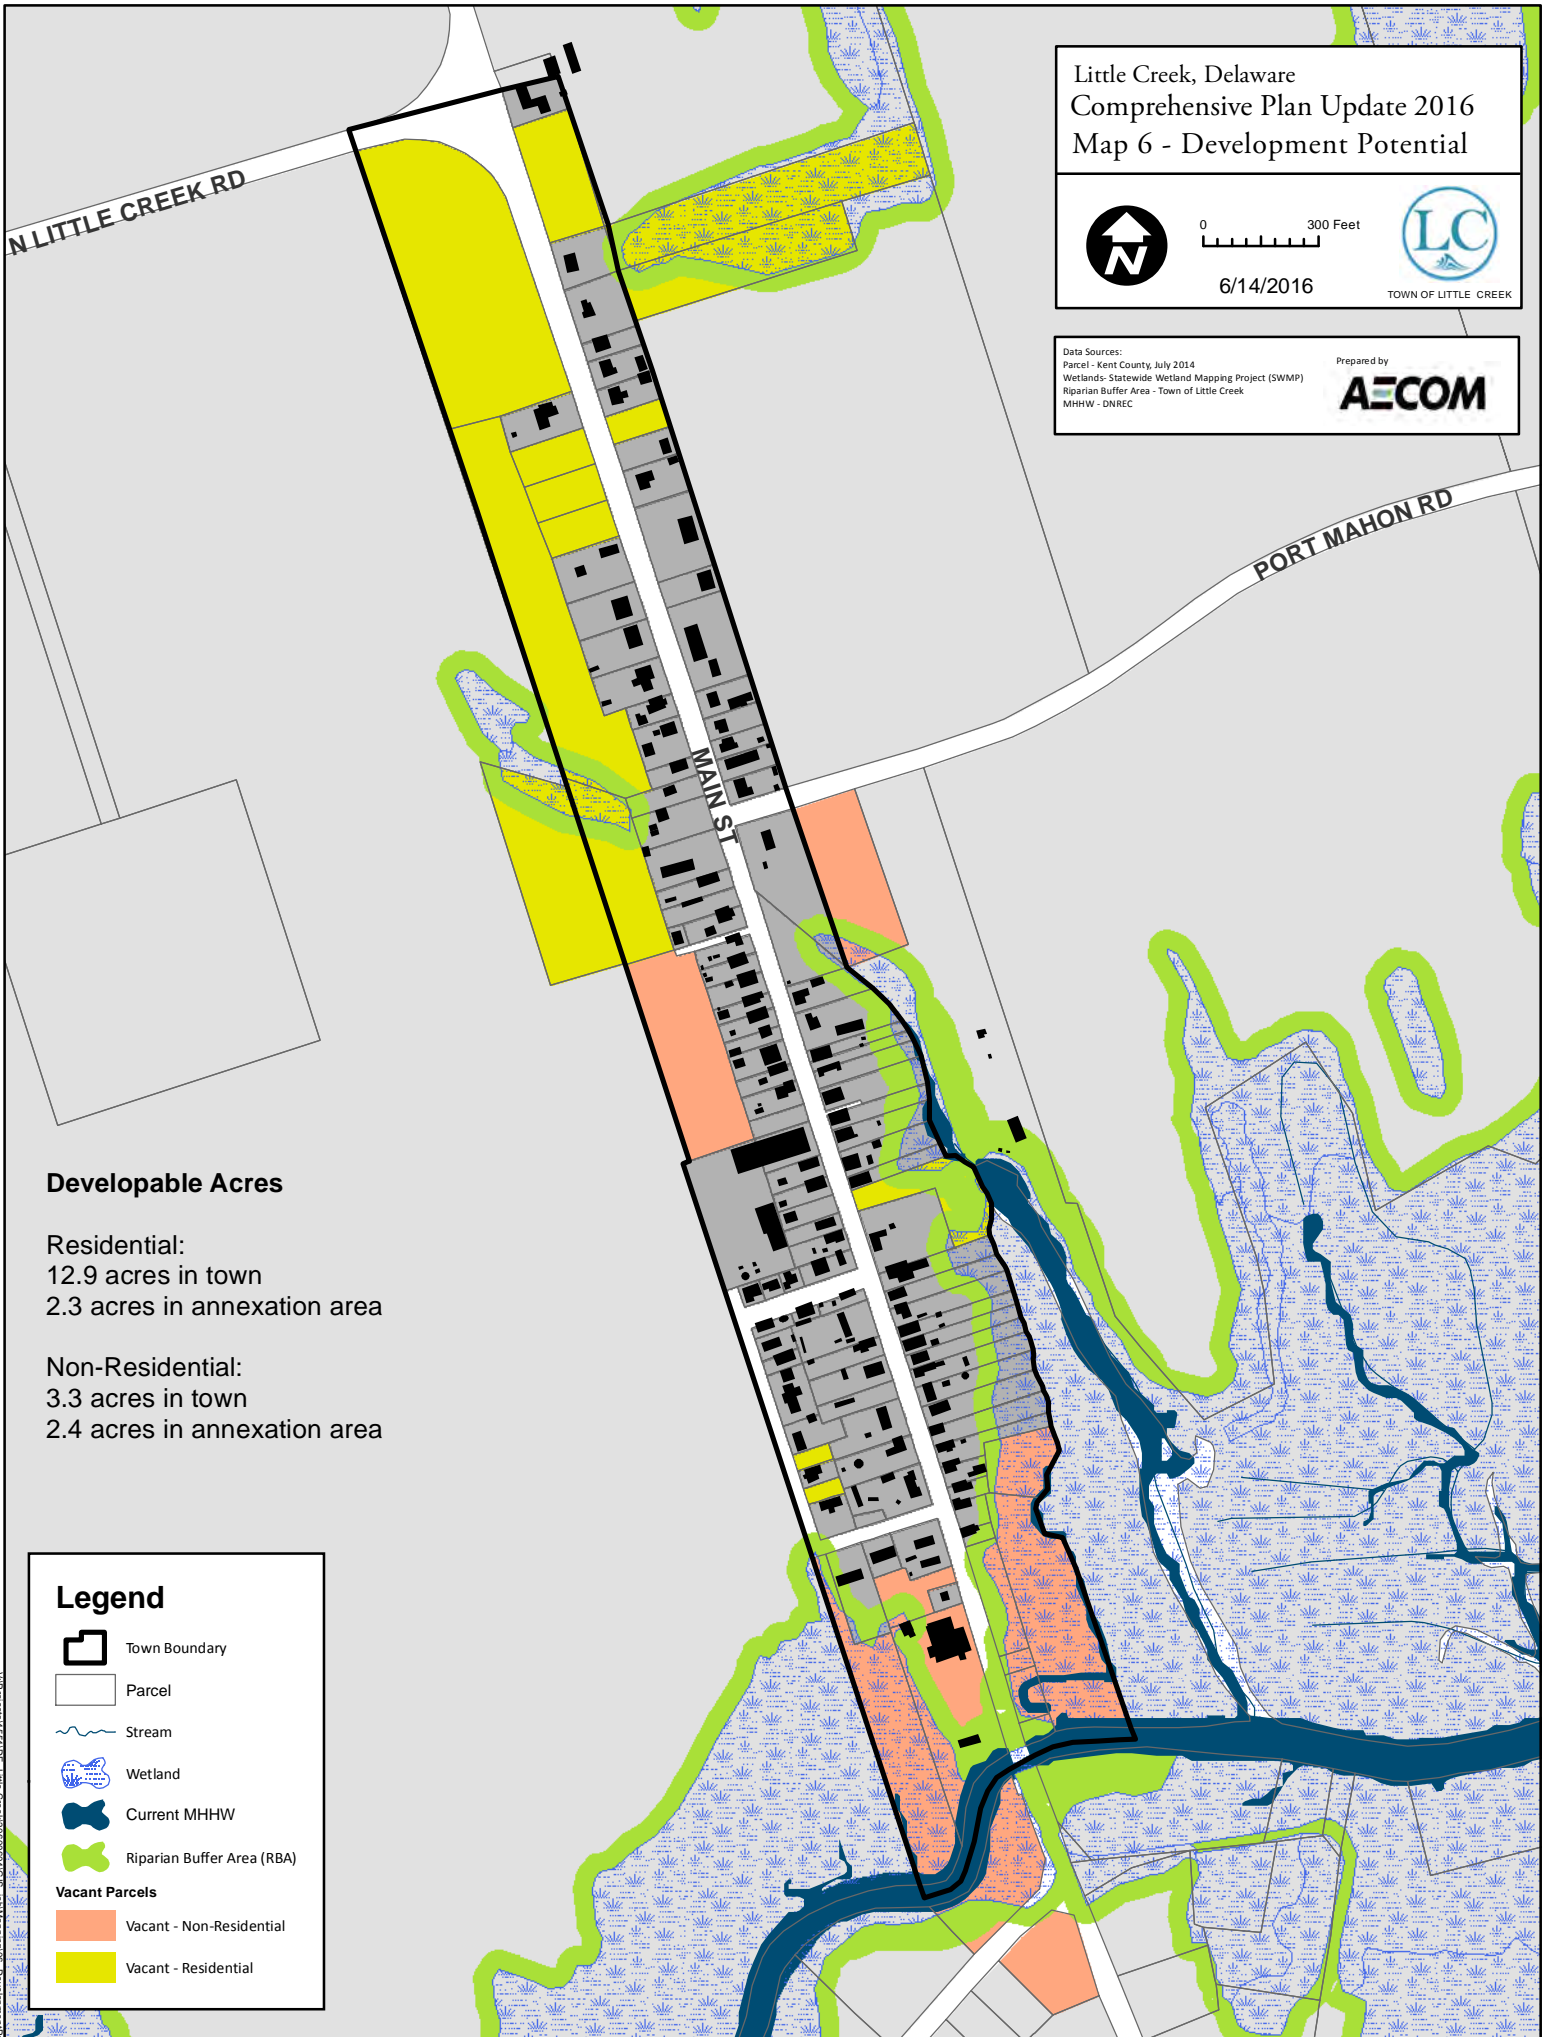 Little Creek, Delaware
Comprehensive Plan Update 2016
Map 6 - Development Potential
N
0 300 Feet
6/14/2016
LC
TOWN OF LITTLE CREEK
Data Sources:
Parcel - Kent County, July 2014
Wetlands- Statewide Wetland Mapping Project (SWMP)
Riparian Buffer Area - Town of Little Creek
MHHW - DNREC
Prepared by
AECOM
N LITTLE CREEK RD
PORT MAHON RD
MAIN ST
Developable Acres
Residential:
12.9 acres in town
2.3 acres in annexation area
Non-Residential:
3.3 acres in town
2.4 acres in annexation area
Legend
Town Boundary
Parcel
Stream
Wetland
Current MHHW
Riparian Buffer Area (RBA)
Vacant Parcels
Vacant - Non-Residential
Vacant - Residential